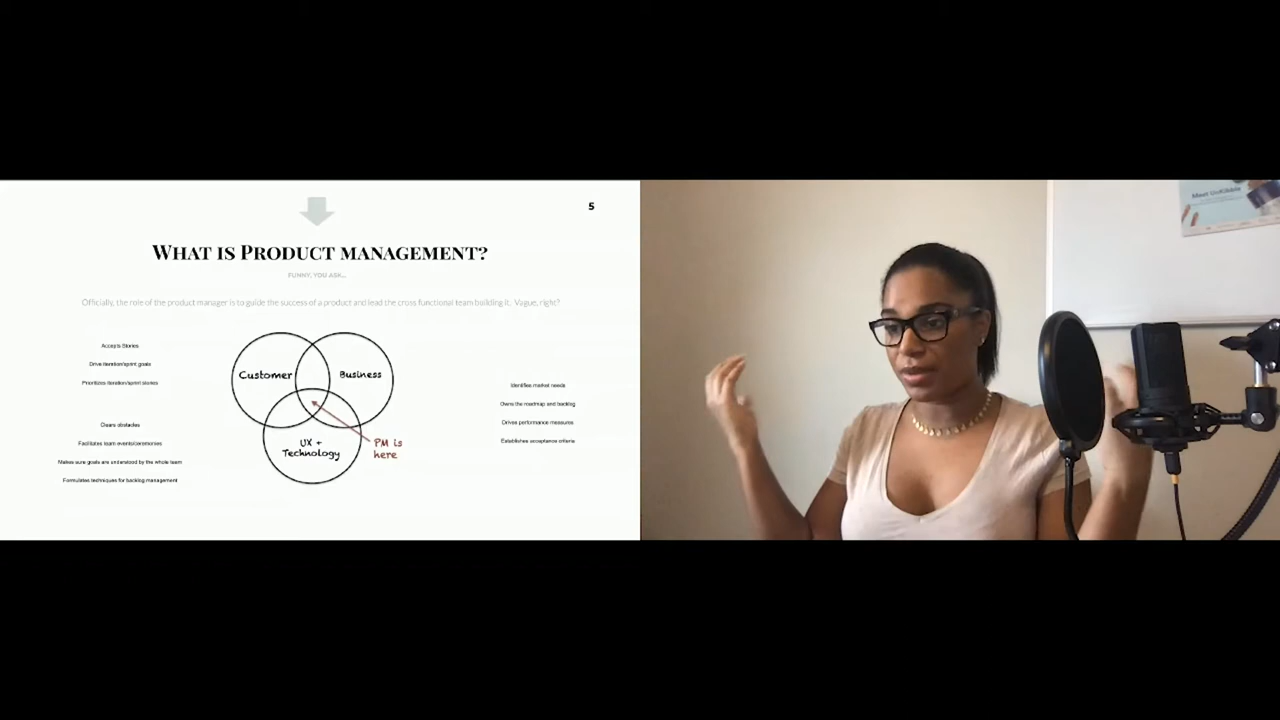 5
WHAT IS PRODUCT MANAGEMENT?
FUNNY, YOU ASK...
Officially, the role of the product manager is to guide the success of a product and lead the cross functional team building it. Vague, right?
Accepts Stories
Drive iteration/sprint goals
Prioritizes iteration/sprint stories
Clears obstacles
Facilitates team events/ceremonies
Makes sure goals are understood by the whole team
Formulates techniques for backlog management
Customer
Business
UX +
Technology
PM is
here
Identifies market needs
Owns the roadmap and backlog
Drives performance measures
Establishes acceptance criteria
Meet